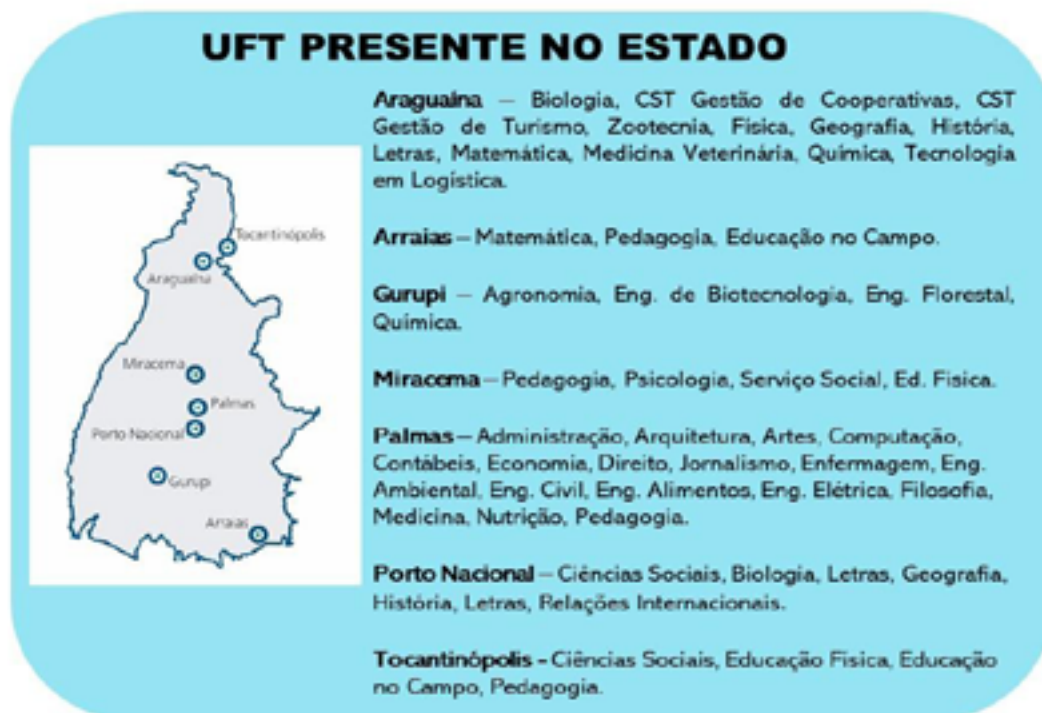 UFT PRESENTE NO ESTADO
Araguaína – Biologia, CST Gestão de Cooperativas, CST
Gestão de Turismo, Zootecnia, Física, Geografia, História,
Letras, Matemática, Medicina Veterinária, Química, Tecnologia
em Logística.
Arraias – Matemática, Pedagogia, Educação no Campo.
Gurupi – Agronomia, Eng. de Biotecnologia, Eng. Florestal,
Química.
Miracema – Pedagogia, Psicologia, Serviço Social, Ed. Fisica.
Palmas – Administração, Arquitetura, Artes, Computação,
Contábeis, Economia, Direito, Jornalismo, Enfermagem, Eng.
Ambiental, Eng. Civil, Eng. Alimentos, Eng. Elétrica, Filosofia,
Medicina, Nutrição, Pedagogia.
Porto Nacional – Ciências Sociais, Biologia, Letras, Geografia,
História, Letras, Relações Internacionais.
Tocantinópolis - Ciências Sociais, Educação Fisica, Educação
no Campo, Pedagogia.
Tocantinópolis
Araguaína
Miracema
Palmas
Porto Nacional
Gurupi
Arraias